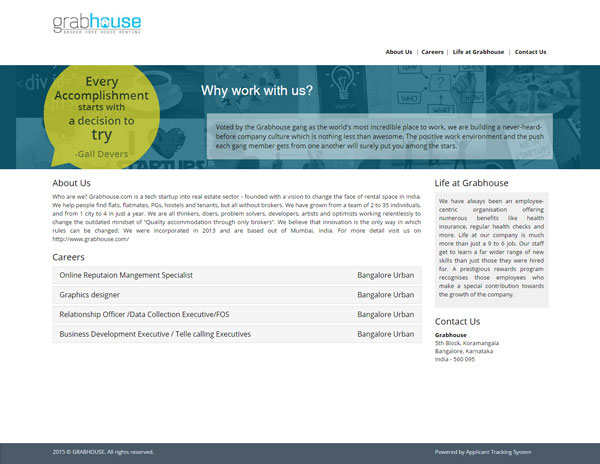 grabhouse
BROKER FREE HOUSE RENTING
About Us | Careers | Life at Grabhouse | Contact Us
Every
Accomplishment
starts with
a decision to
try
-Gail Devers
Why work with us?
Voted by the Grabhouse gang as the world's most incredible place to work, we are building a never-heard-
before company culture which is nothing less than awesome. The positive work environment and the push
each gang member gets from one another will surely put you among the stars.
STARTUPS
About Us
Who are we? Grabhouse.com is a tech startup into real estate sector - founded with a vision to change the face of rental space in India.
We help people find flats, flatmates, PGs, hostels and tenants, but all without brokers. We have grown from a team of 2 to 35 individuals,
and from 1 city to 4 in just a year. We are all thinkers, doers, problem solvers, developers, artists and optimists working relentlessly to
change the outdated mindset of "Quality accommodation through only brokers". We believe that innovation is the only way in which
rules can be changed. We were incorporated in 2013 and are based out of Mumbai, India. For more detail visit us on
http://www.grabhouse.com/
Careers
Online Reputaion Mangement Specialist Bangalore Urban
Graphics designer Bangalore Urban
Relationship Officer /Data Collection Executive/FOS Bangalore Urban
Business Development Executive / Telle calling Executives Bangalore Urban
Life at Grabhouse
We have always been an employee-
centric organisation offering
numerous benefits like health
insurance, regular health checks and
more. Life at our company is much
more than just a 9 to 6 job. Our staff
get to learn a far wider range of new
skills than just those they were hired
for. A prestigious rewards program
recognises those employees who
make a special contribution towards
the growth of the company.
Contact Us
Grabhouse
5th Block, Koramangala
Bangalore, Karnataka
India - 560 095
2015 © GRABHOUSE. All rights reserved.
Powered by Applicant Tracking System